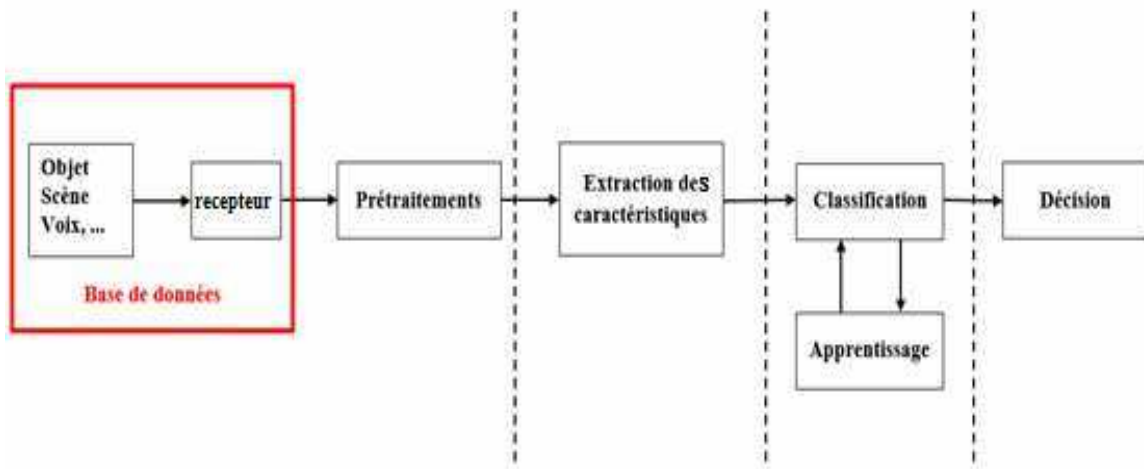 Objet
Scène
Voix, ...
recepteur
Base de données
Prétraitements
Extraction des
caractéristiques
Classification
Apprentissage
Décision